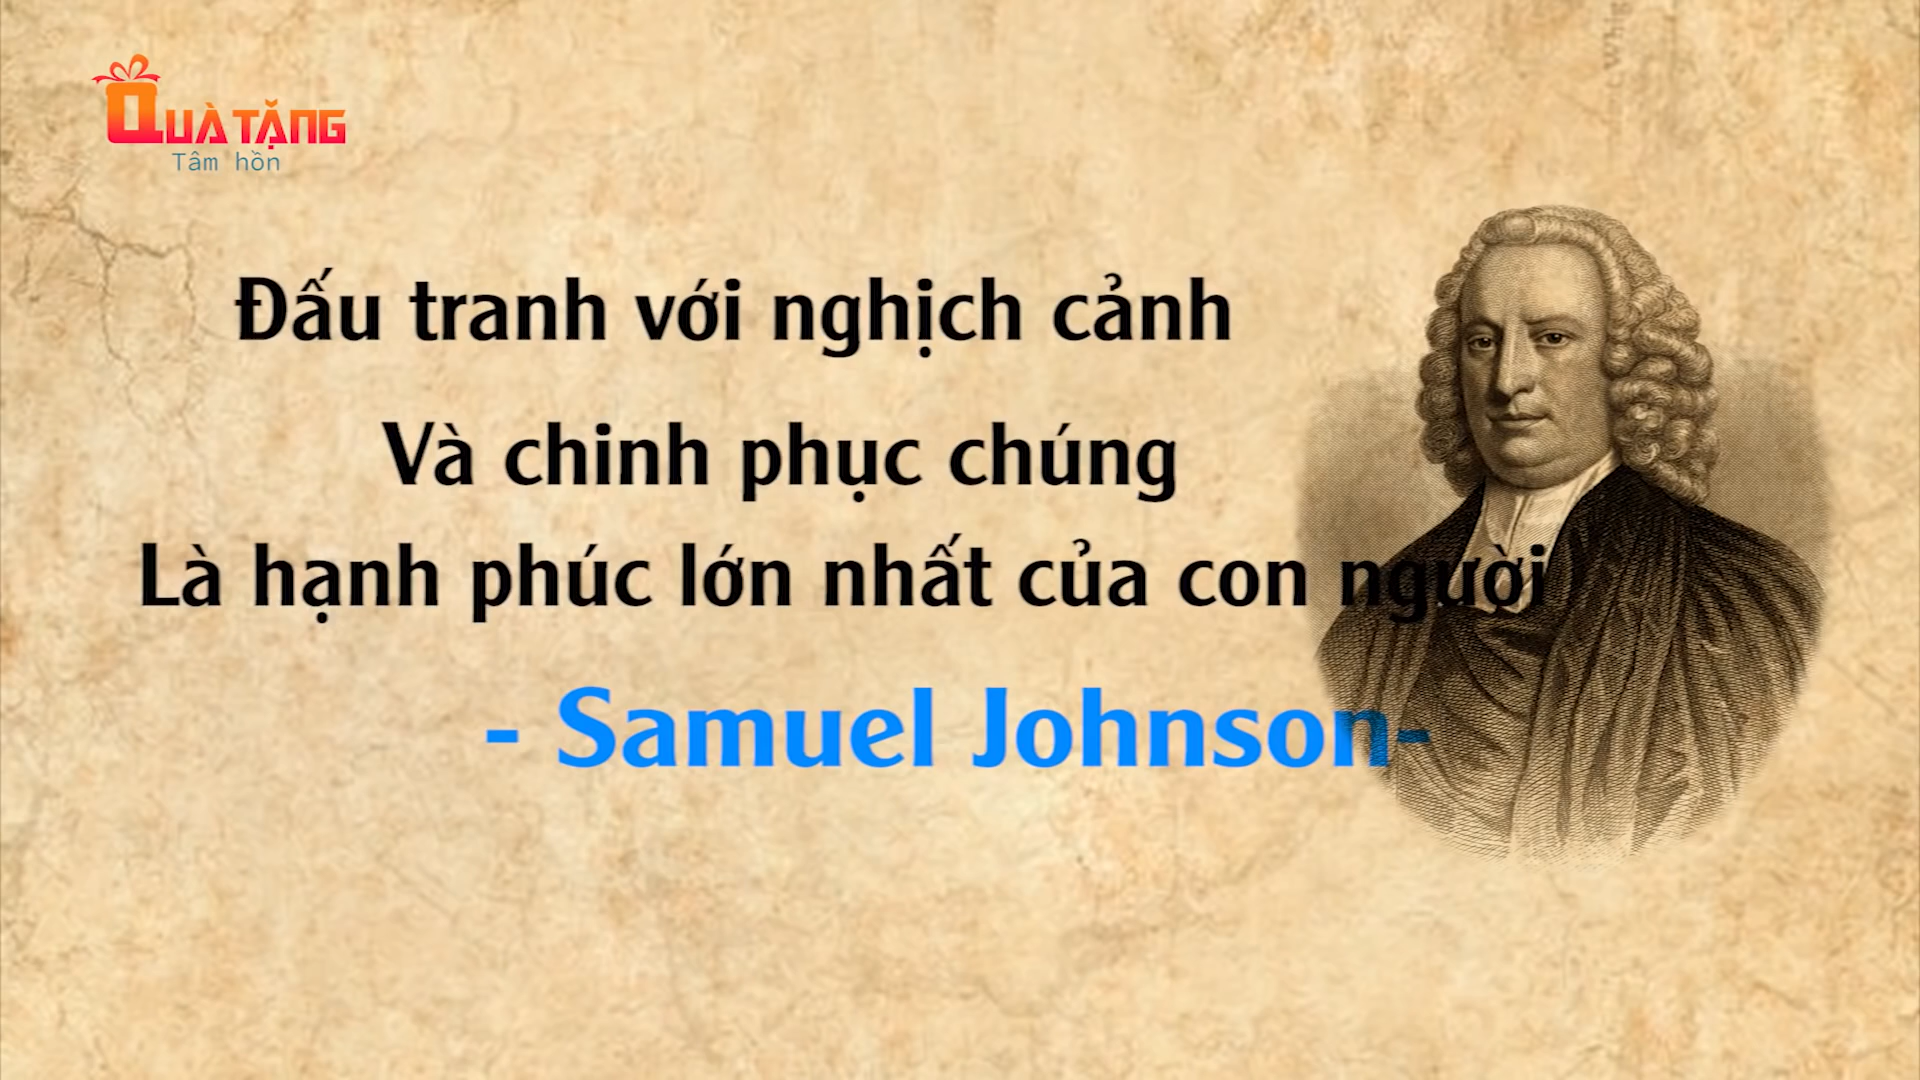 QUÀ TẶNG
Tâm hồn
Đấu tranh với nghịch cảnh
Và chinh phục chúng
Là hạnh phúc lớn nhất của con người
- Samuel Johnson-